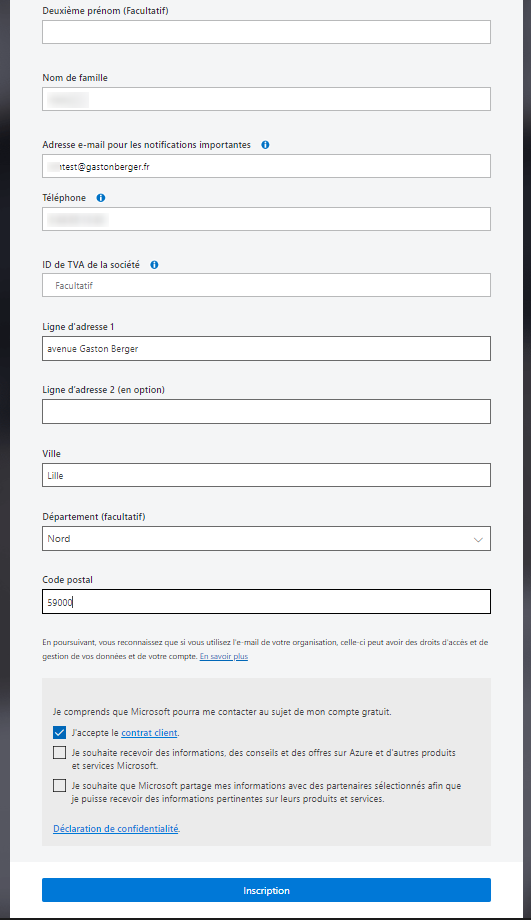 Deuxième prénom (Facultatif)
Nom de famille
Adresse e-mail pour les notifications importantes
test@gastonberger.fr
Téléphone
ID de TVA de la société
Facultatif
Ligne d'adresse 1
avenue Gaston Berger
Ligne d'adresse 2 (en option)
Ville
Lille
Département (facultatif)
Nord
Code postal
59000
En poursuivant, vous reconnaissez que si vous utilisez l'e-mail de votre organisation, celle-ci peut avoir des droits d'accès et de
gestion de vos données et de votre compte. En savoir plus
Je comprends que Microsoft pourra me contacter au sujet de mon compte gratuit.
J'accepte le contrat client.
Je souhaite recevoir des informations, des conseils et des offres sur Azure et d'autres produits
et services Microsoft.
Je souhaite que Microsoft partage mes informations avec des partenaires sélectionnés afin que
je puisse recevoir des informations pertinentes sur leurs produits et services.
Déclaration de confidentialité.
Inscription